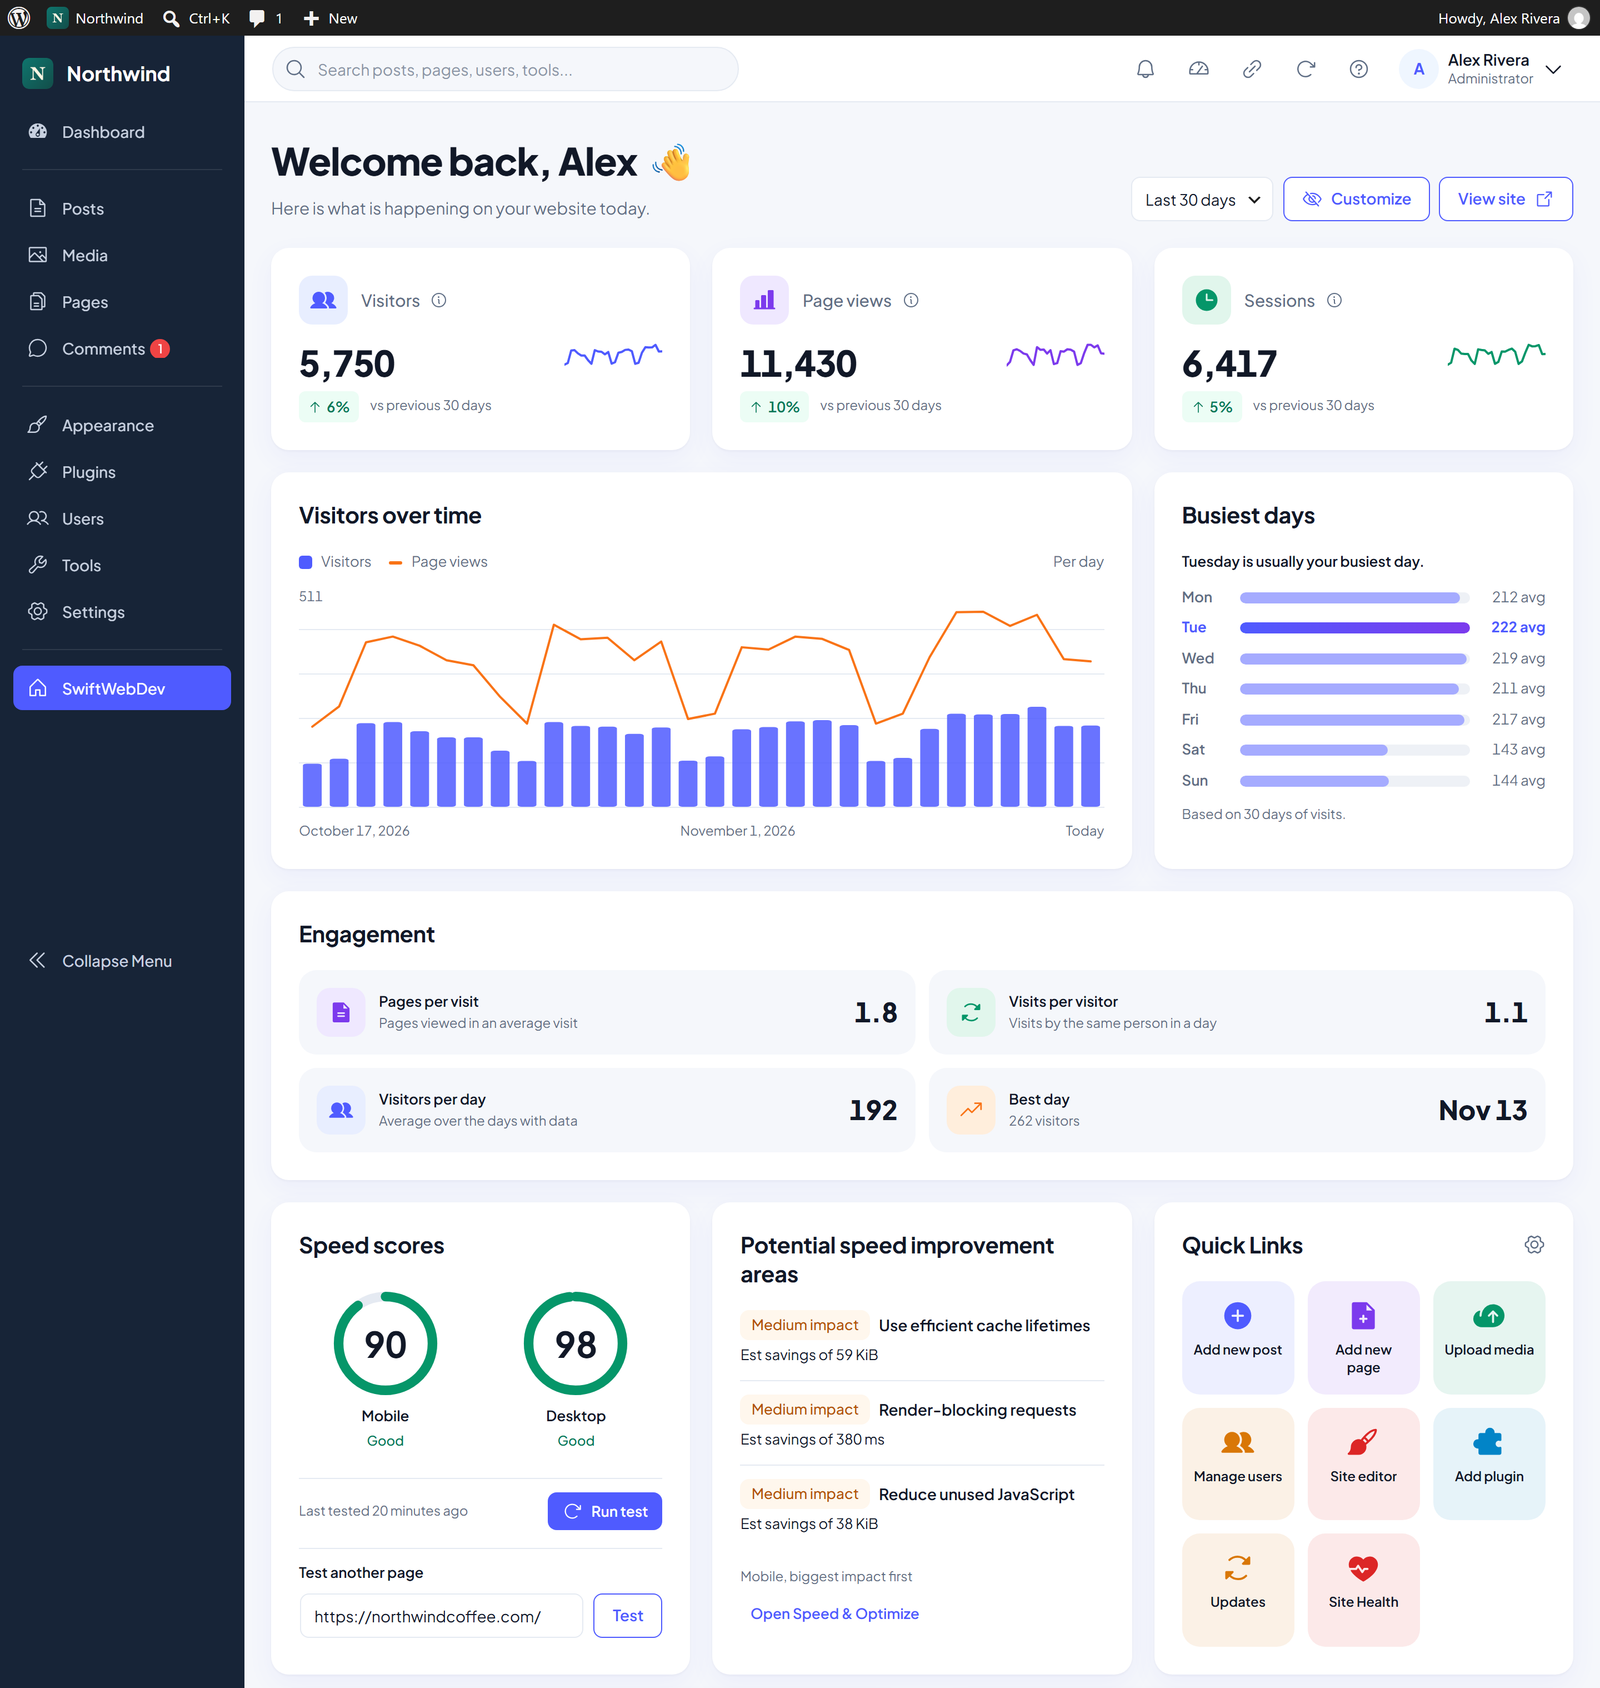 N Northwind Ctrl+K 1 New
Howdy, Alex Rivera
N Northwind
Dashboard
Posts
Media
Pages
Comments 1
Appearance
Plugins
Users
Tools
Settings
SwiftWebDev
Collapse Menu
Search posts, pages, users, tools...
A
Alex Rivera
Administrator
Welcome back, Alex 👋
Here is what is happening on your website today.
Last 30 days
Customize
View site
Visitors
5,750
↑ 6% vs previous 30 days
Page views
11,430
↑ 10% vs previous 30 days
Sessions
6,417
↑ 5% vs previous 30 days
Visitors over time
Visitors Page views Per day
511
October 17, 2026 November 1, 2026 Today
Busiest days
Tuesday is usually your busiest day.
Mon 212 avg
Tue 222 avg
Wed 219 avg
Thu 211 avg
Fri 217 avg
Sat 143 avg
Sun 144 avg
Based on 30 days of visits.
Engagement
Pages per visit
Pages viewed in an average visit
1.8
Visits per visitor
Visits by the same person in a day
1.1
Visitors per day
Average over the days with data
192
Best day
262 visitors
Nov 13
Speed scores
90
Mobile
Good
98
Desktop
Good
Last tested 20 minutes ago
Run test
Test another page
https://northwindcoffee.com/
Test
Potential speed improvement
areas
Medium impact Use efficient cache lifetimes
Est savings of 59 KiB
Medium impact Render-blocking requests
Est savings of 380 ms
Medium impact Reduce unused JavaScript
Est savings of 38 KiB
Mobile, biggest impact first
Open Speed & Optimize
Quick Links
Add new post
Add new
page
Upload media
Manage users
Site editor
Add plugin
Updates
Site Health